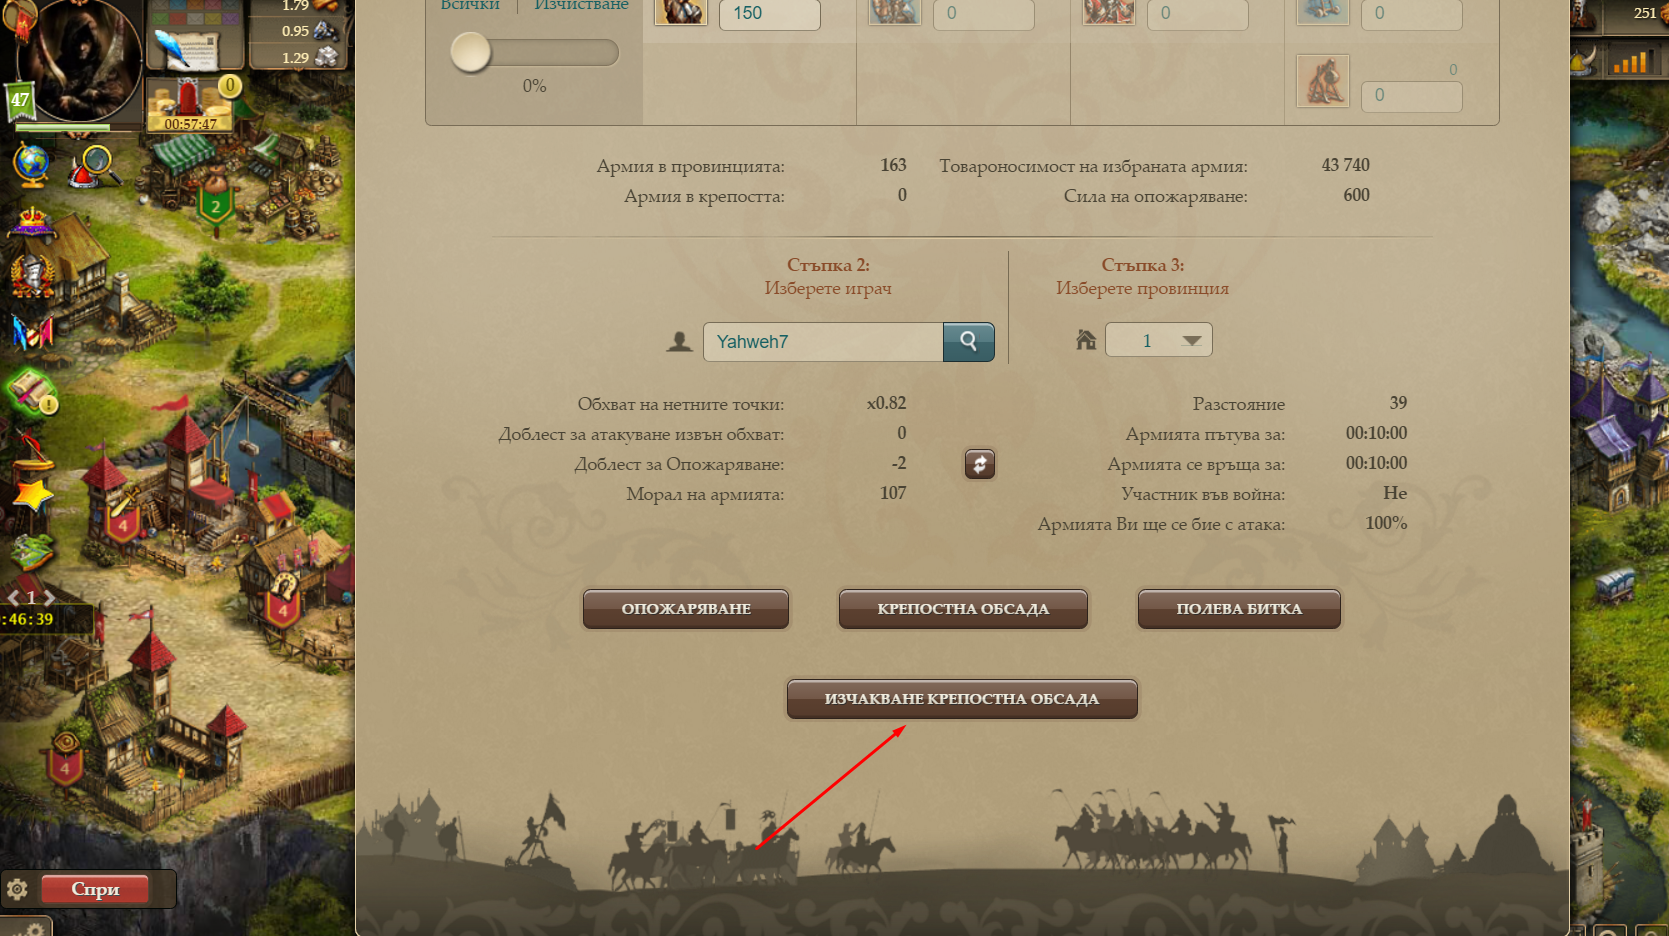 1.79
0.95
1.29
47
0
00:57:47
2
4
4
1
:46:39
4
Спри
251
Всички
Изчистване
0%
150
0
0
0
0
0
Армия в провинцията: 163
Товароносимост на избраната армия: 43 740
Армия в крепостта: 0
Сила на опожаряване: 600
Стъпка 2:
Изберете играч
Yahweh7
Стъпка 3:
Изберете провинция
1
Обхват на нетните точки: x0.82
Доблест за атакуване извън обхват: 0
Доблест за Опожаряване: -2
Морал на армията: 107
Разстояние 39
Армията пътува за: 00:10:00
Армията се връща за: 00:10:00
Участник във война: Не
Армията Ви ще се бие с атака: 100%
ОПОЖАРЯВАНЕ
КРЕПОСТНА ОБСАДА
ПОЛЕВА БИТКА
ИЗЧАКВАНЕ КРЕПОСТНА ОБСАДА